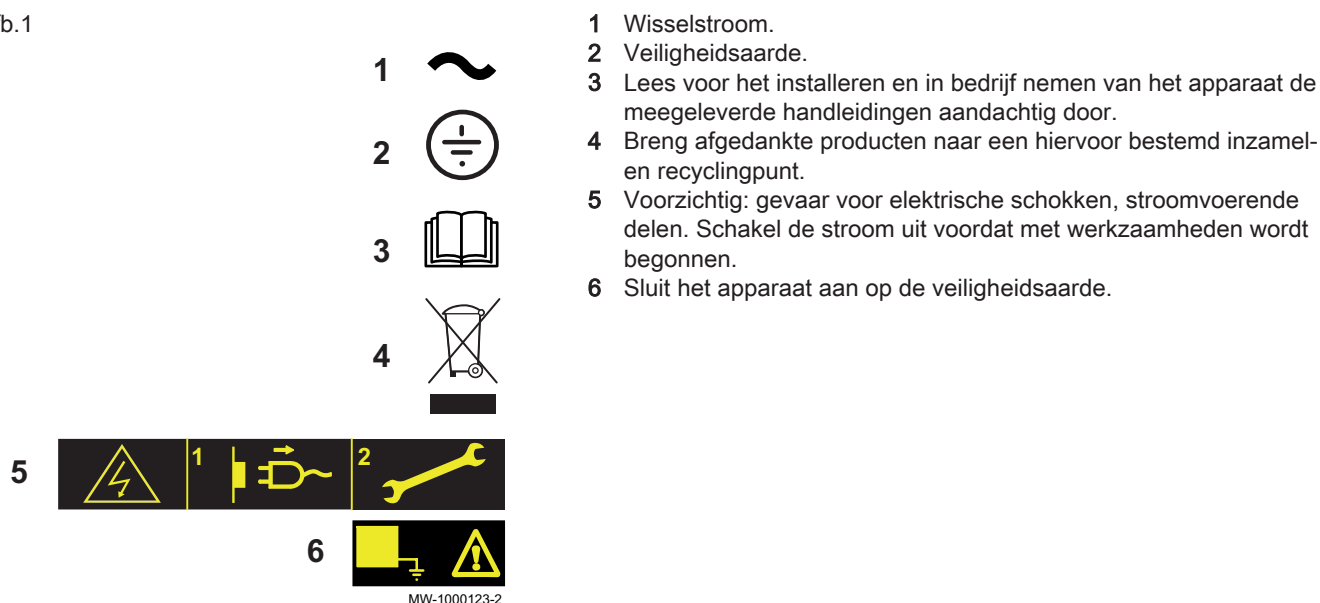 b.1
1
2
3
4
5
1
2
6
MW-1000123-2
1 Wisselstroom.
2 Veiligheidsaarde.
3 Lees voor het installeren en in bedrijf nemen van het apparaat de
meegeleverde handleidingen aandachtig door.
4 Breng afgedankte producten naar een hiervoor bestemd inzamel-
en recyclingpunt.
5 Voorzichtig: gevaar voor elektrische schokken, stroomvoerende
delen. Schakel de stroom uit voordat met werkzaamheden wordt
begonnen.
6 Sluit het apparaat aan op de veiligheidsaarde.